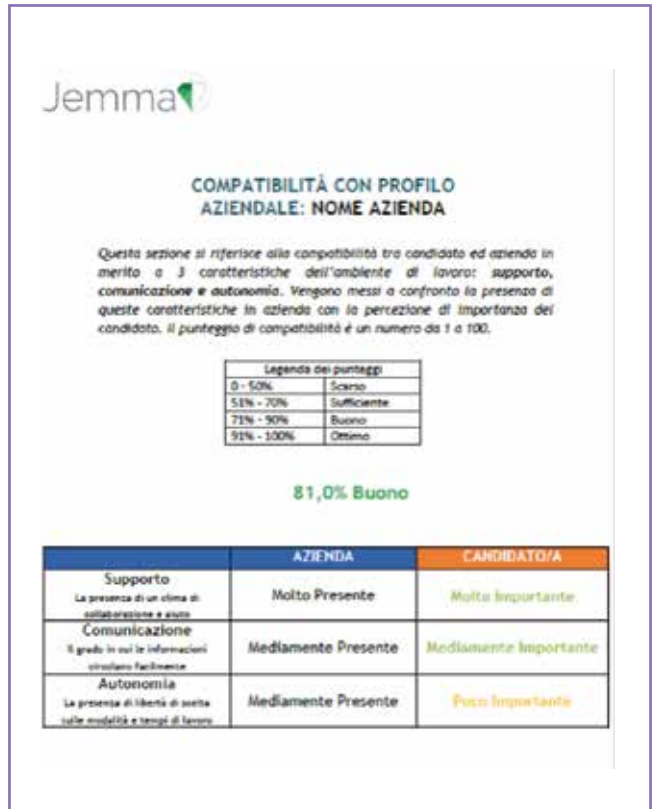 Jemma
COMPATIBILITÀ CON PROFILO
AZIENDALE: NOME AZIENDA
Questa sezione si riferisce alla compatibilità tra candidato ed azienda in
merito a 3 caratteristiche dell'ambiente di lavoro: supporto,
comunicazione e autonomia. Vengono messi a confronto la presenza di
queste caratteristiche in azienda con la percezione di importanza del
candidato. Il punteggio di compatibilità é un numero da 1 a 100.
Legenda dei punteggi
0 - 50% Scarso
51% - 70% Sufficiente
71% - 90% Buono
91% - 100% Ottimo
81,0% Buono
AZIENDA CANDIDATO/A
Supporto
La presenza di un clima di
collaborazione e aiuto
Molto Presente
Molto Importante
Comunicazione
Il grado in cui le informazioni
circolano facilmente
Mediamente Presente
Mediamente Importante
Autonomia
La presenza di libertà di scelta
sulle modalità e tempi di lavoro
Mediamente Presente
Poco Importante